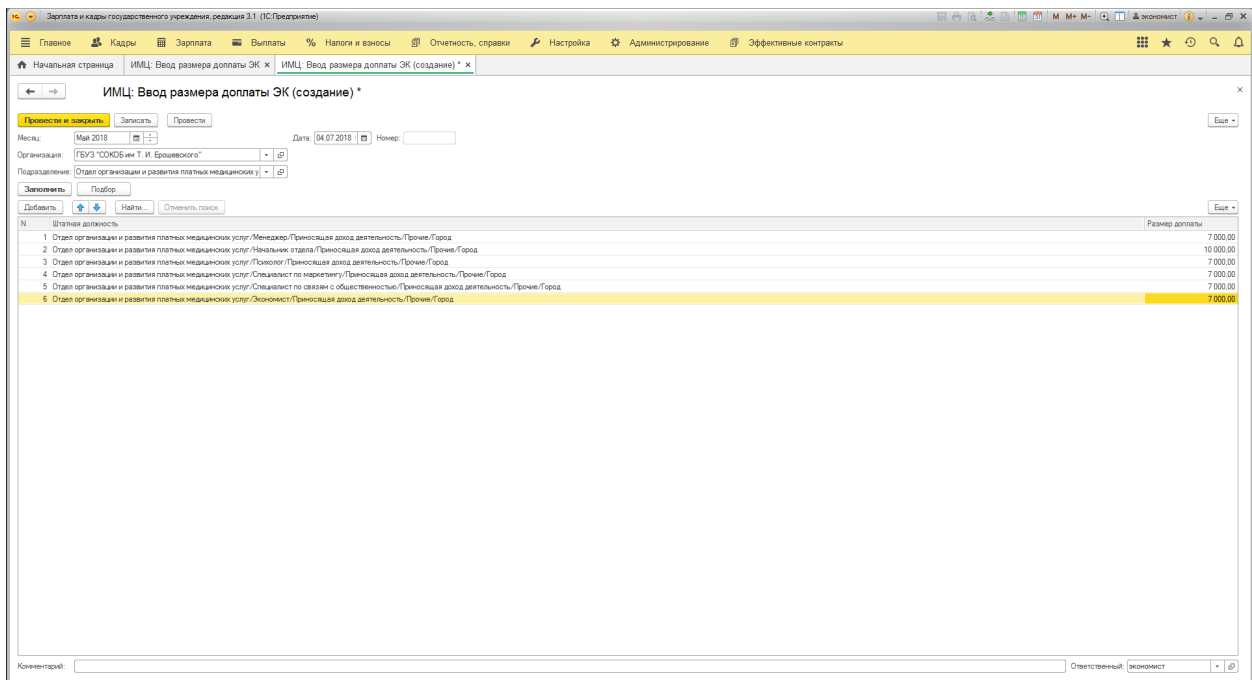 Зарплата и кадры государственного учреждения, редакция 3.1 (1С:Предприятие) M M+ M- экономист
Главное Кадры Зарплата Выплаты % Налоги и взносы Отчетность, справки Настройка Администрирование Эффективные контракты
Начальная страница ИМЦ: Ввод размера доплаты ЭК × ИМЦ: Ввод размера доплаты ЭК (создание) * ×
ИМЦ: Ввод размера доплаты ЭК (создание) *
Провести и закрыть Записать Провести Еще
Месяц: Май 2018 Дата: 04.07.2018 Номер:
Организация: ГБУЗ "СОКОБ им Т. И. Ерошевского"
Подразделение: Отдел организации и развития платных медицинских у
Заполнить Подбор
Добавить Найти... Отменить поиск Еще
N Штатная должность Размер доплаты
1 Отдел организации и развития платных медицинских услуг/Менеджер/Приносящая доход деятельность/Прочие/Город 7 000,00
2 Отдел организации и развития платных медицинских услуг/Начальник отдела/Приносящая доход деятельность/Прочие/Город 10 000,00
3 Отдел организации и развития платных медицинских услуг/Психолог/Приносящая доход деятельность/Прочие/Город 7 000,00
4 Отдел организации и развития платных медицинских услуг/Специалист по маркетингу/Приносящая доход деятельность/Прочие/Город 7 000,00
5 Отдел организации и развития платных медицинских услуг/Специалист по связям с общественностью/Приносящая доход деятельность/Прочие/Город 7 000,00
6 Отдел организации и развития платных медицинских услуг/Экономист/Приносящая доход деятельность/Прочие/Город 7 000,00
Комментарий: Ответственный: экономист